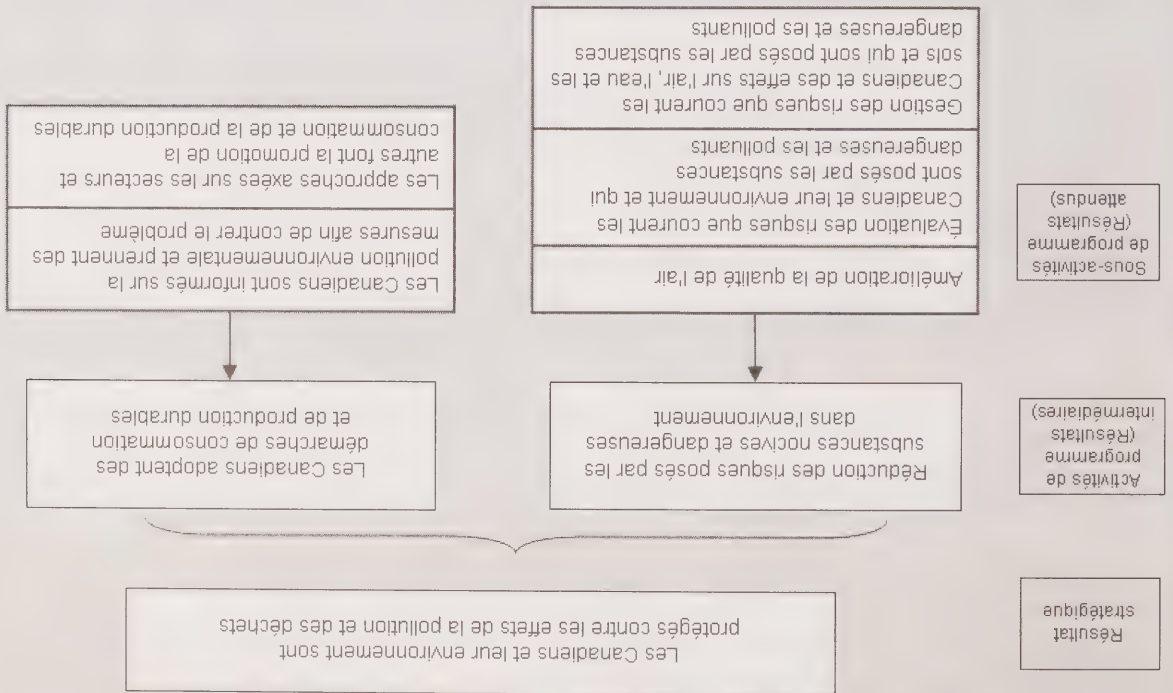 Résultat
stratégique
Les Canadiens et leur environnement sont
protégés contre les effets de la pollution et des déchets
Activités de
programme
(Résultats
intermédiaires)
Réduction des risques posés par les
substances nocives et dangereuses
dans l'environnement
Les Canadiens adoptent des
démarches de consommation
et de production durables
Sous-activités
de programme
(Résultats
attendus)
Amélioration de la qualité de l'air
Évaluation des risques que courent les
Canadiens et leur environnement et qui
sont posés par les substances
dangereuses et les polluants
Gestion des risques que courent les
Canadiens et des effets sur l'air, l'eau et les
sols et qui sont posés par les substances
dangereuses et les polluants
Les Canadiens sont informés sur la
pollution environnementale et prennent des
mesures afin de contrer le problème
Les approches axées sur les secteurs et
autres font la promotion de la
consommation et de la production durables